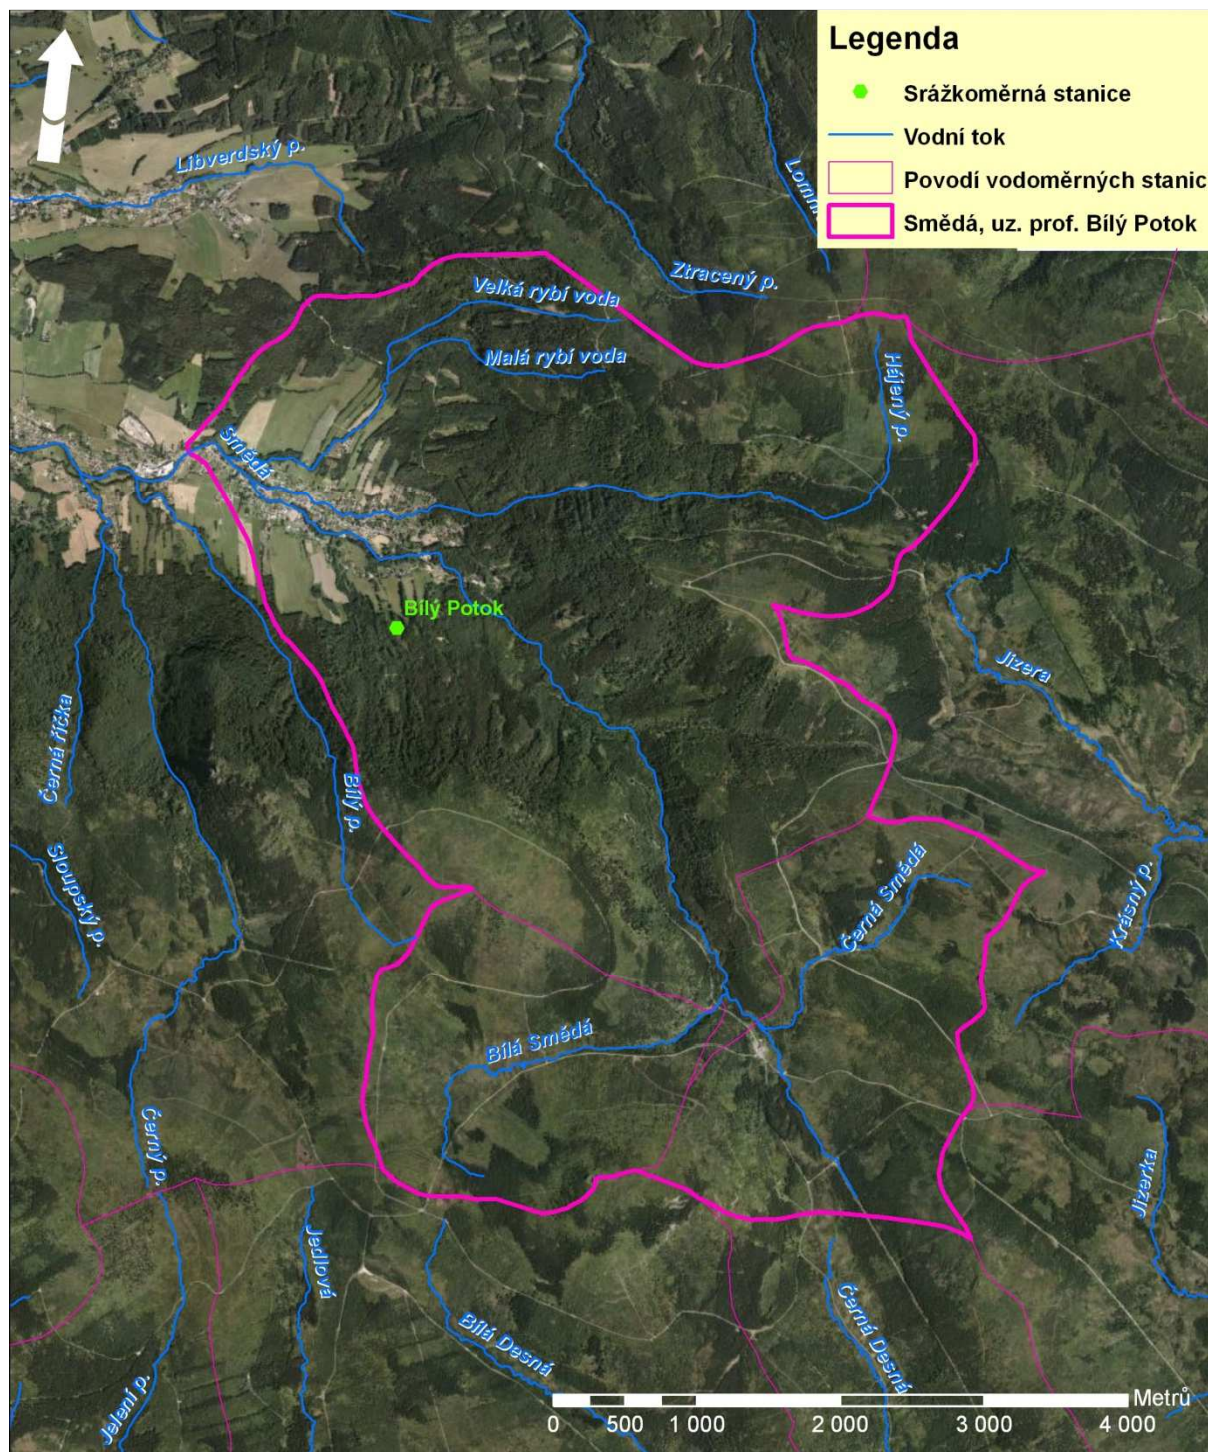 Legenda
Srážkoměrná stanice
Vodní tok
Povodí vodoměrných stanic
Smědá, uz. prof. Bílý Potok
Libverdský p.
Ztracený p.
Velká rybí voda
Malá rybí voda
Hájený p.
Smědá
Bílý Potok
Jizera
Černá říčka
Bílý p.
Sloupský p.
Černá Smědá
Krásný p.
Bílá Smědá
Černý p.
Jizerka
Jedlová
Bílá Desná
Černá Desná
Jelení p.
Metrů
0 500 1 000 2 000 3 000 4 000